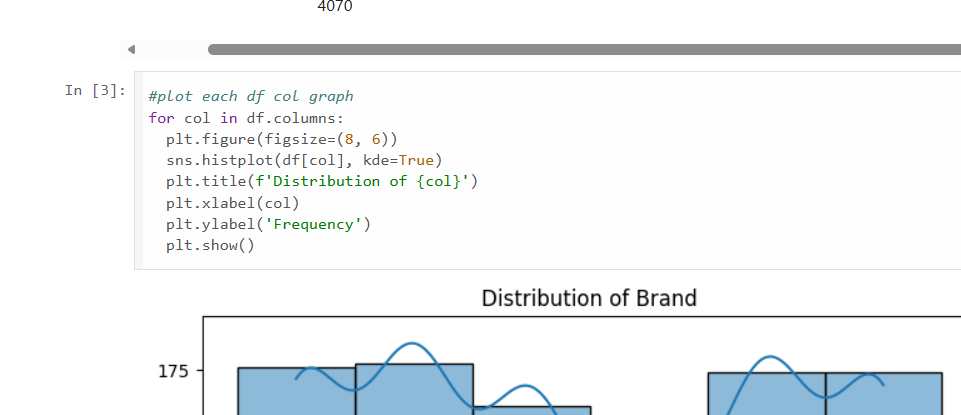 4070
In [3]:
#plot each df col graph
for col in df.columns:
  plt.figure(figsize=(8, 6))
  sns.histplot(df[col], kde=True)
  plt.title(f'Distribution of {col}')
  plt.xlabel(col)
  plt.ylabel('Frequency')
  plt.show()
Distribution of Brand
175